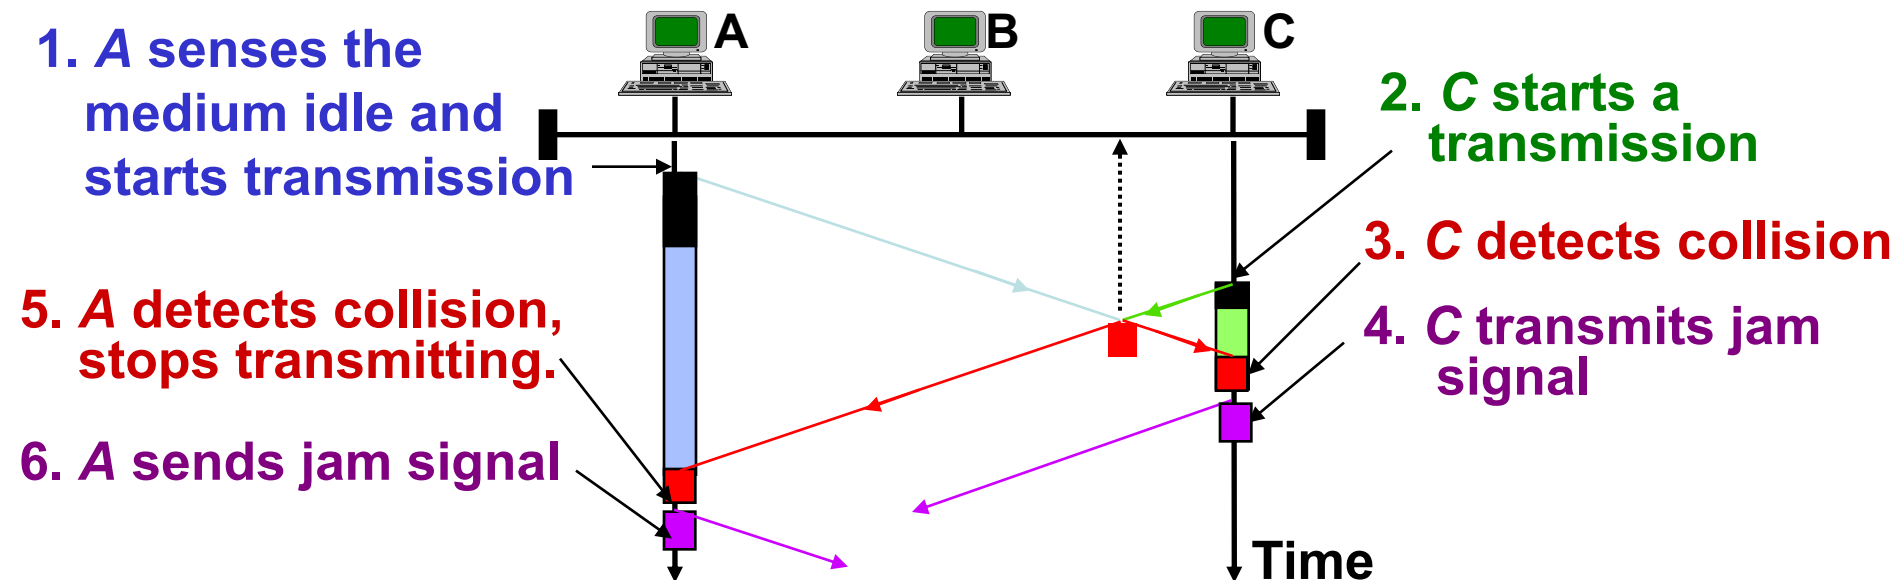 A
B
C
1. A senses the
medium idle and
starts transmission
2. C starts a
transmission
3. C detects collision
4. C transmits jam
signal
5. A detects collision,
stops transmitting.
6. A sends jam signal
Time